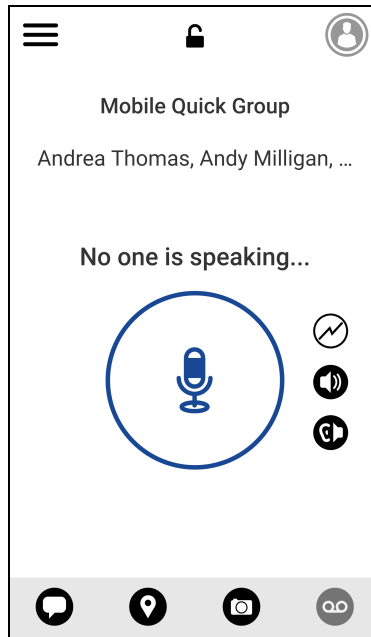 Mobile Quick Group
Andrea Thomas, Andy Milligan, ...
No one is speaking...